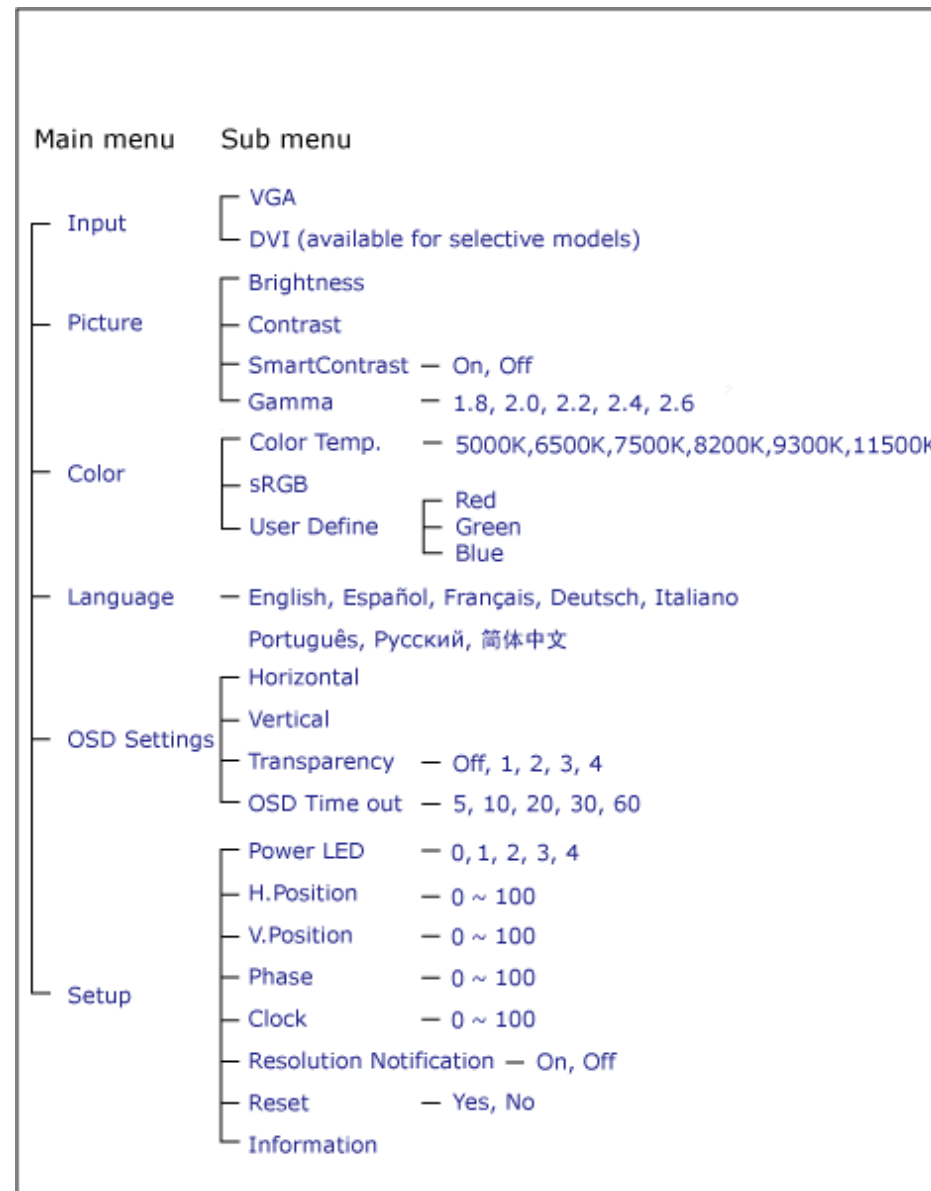 Main menu Sub menu
VGA
Input
DVI (available for selective models)
Brightness
Picture
Contrast
SmartContrast — On, Off
Gamma — 1.8, 2.0, 2.2, 2.4, 2.6
Color Temp. — 5000K,6500K,7500K,8200K,9300K,11500K
Color
sRGB
User Define
Red
Green
Blue
Language — English, Español, Français, Deutsch, Italiano
Português, Русский, 简体中文
Horizontal
Vertical
OSD Settings
Transparency — Off, 1, 2, 3, 4
OSD Time out — 5, 10, 20, 30, 60
Power LED — 0, 1, 2, 3, 4
H.Position — 0 ~ 100
V.Position — 0 ~ 100
Phase — 0 ~ 100
Setup
Clock — 0 ~ 100
Resolution Notification — On, Off
Reset — Yes, No
Information